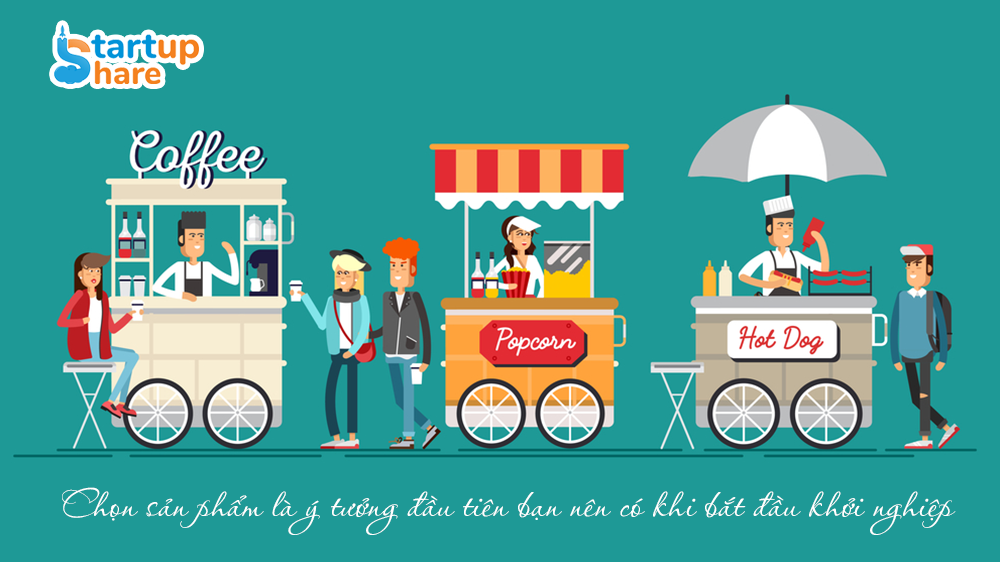 Startup
Share
Coffee
Popcorn
Hot Dog
Chọn sản phẩm là ý tưởng đầu tiên bạn nên có khi bắt đầu khởi nghiệp